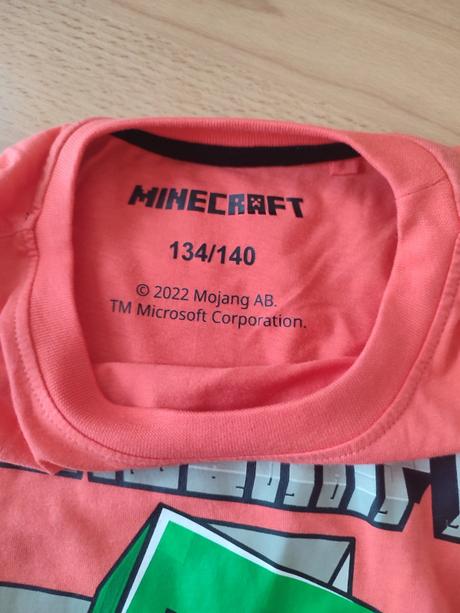 MINECRAFT
134/140
© 2022 Mojang AB.
TM Microsoft Corporation.